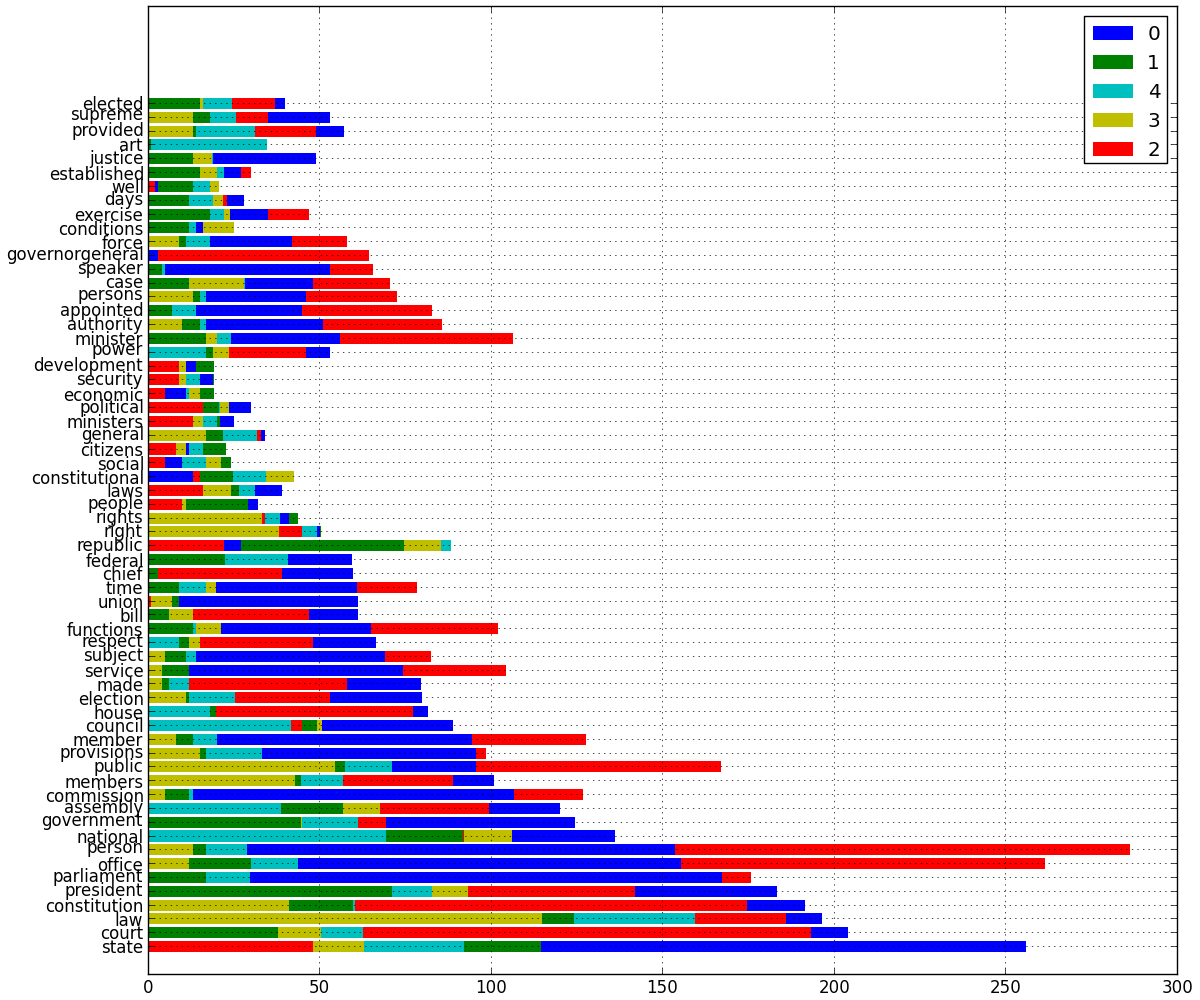 0
1
4
3
2
elected
supreme
provided
art
justice
established
well
days
exercise
conditions
force
governorgeneral
speaker
case
persons
appointed
authority
minister
power
development
security
economic
political
ministers
general
citizens
social
constitutional
laws
people
rights
right
republic
federal
chief
time
union
bill
functions
respect
subject
service
made
election
house
council
member
provisions
public
members
commission
assembly
government
national
person
office
parliament
president
constitution
law
court
state
0 50 100 150 200 250 300